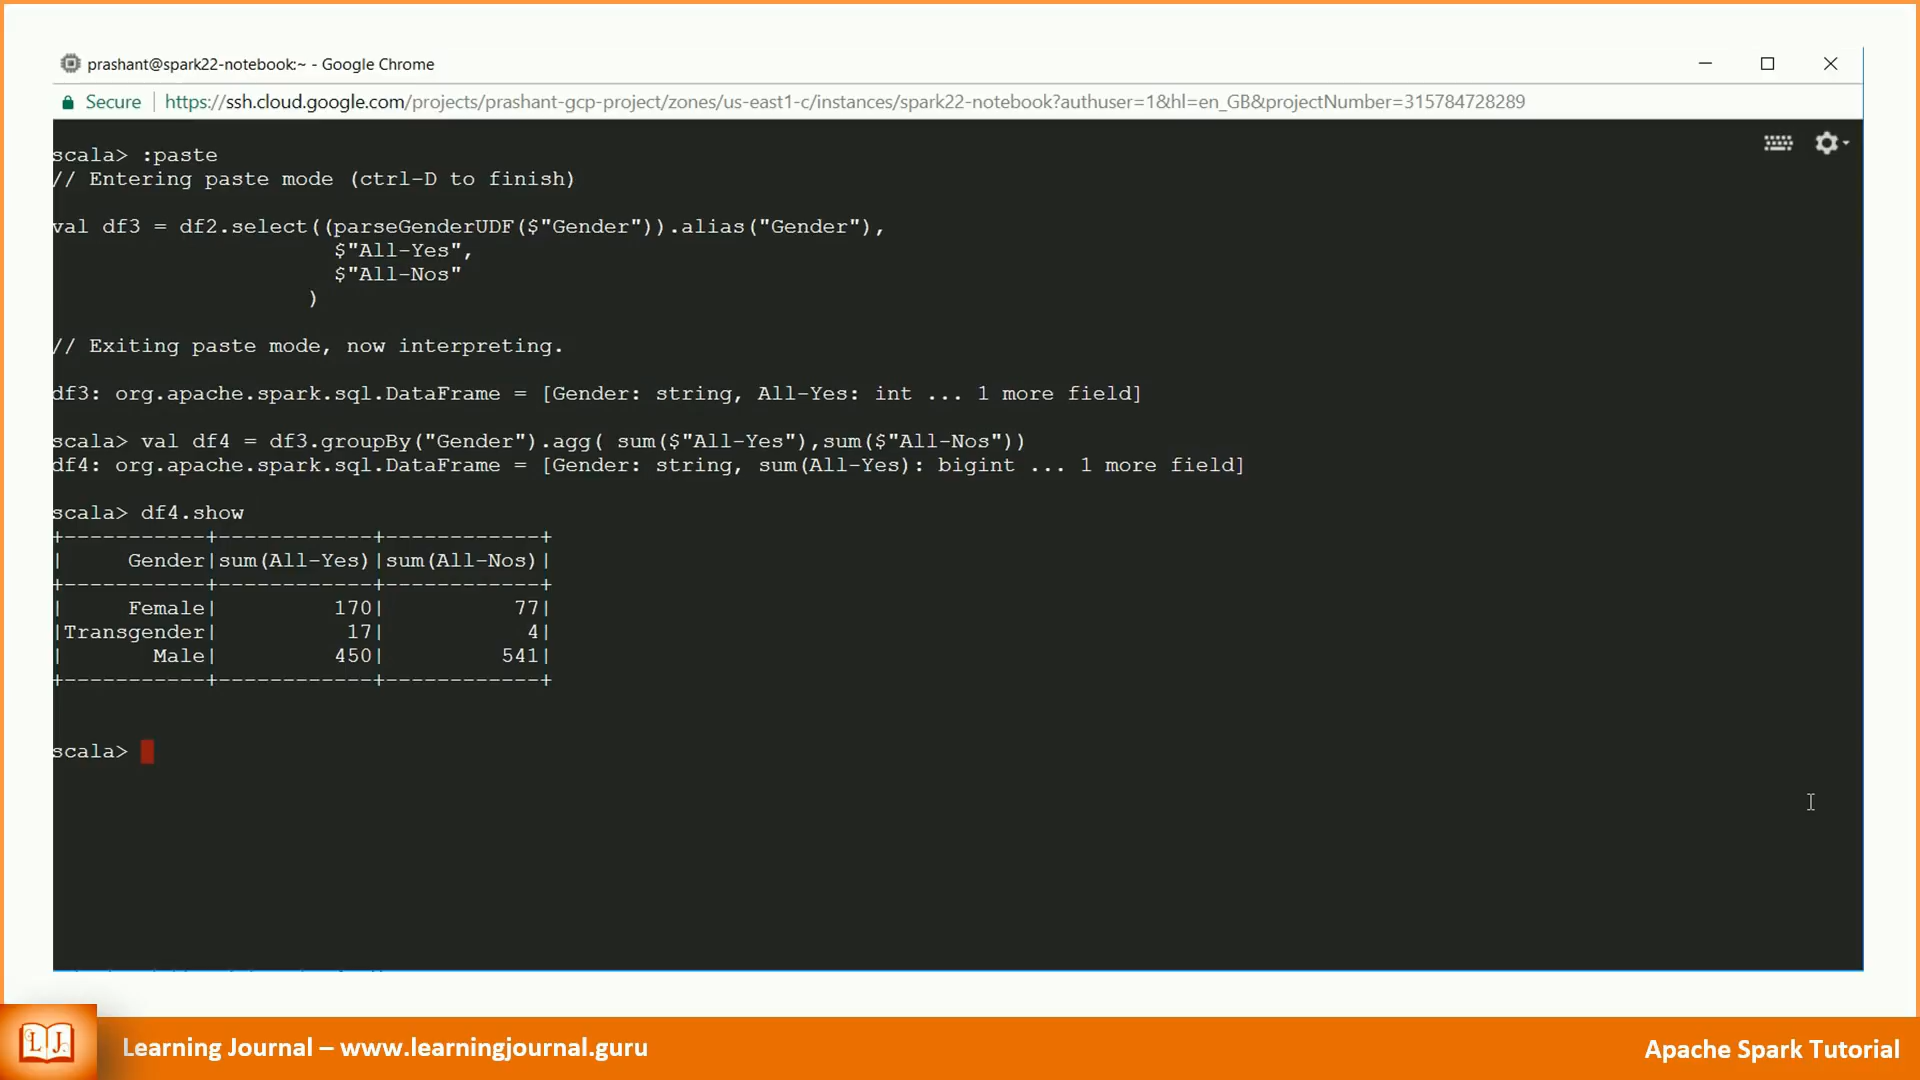 prashant@spark22-notebook:~ - Google Chrome
Secure | https://ssh.cloud.google.com/projects/prashant-gcp-project/zones/us-east1-c/instances/spark22-notebook?authuser=1&hl=en_GB&projectNumber=315784728289
scala> :paste
// Entering paste mode (ctrl-D to finish)
val df3 = df2.select((parseGenderUDF($"Gender")).alias("Gender"),
                      $"All-Yes",
                      $"All-Nos"
                    )
// Exiting paste mode, now interpreting.
df3: org.apache.spark.sql.DataFrame = [Gender: string, All-Yes: int ... 1 more field]
scala> val df4 = df3.groupBy("Gender").agg( sum($"All-Yes"),sum($"All-Nos"))
df4: org.apache.spark.sql.DataFrame = [Gender: string, sum(All-Yes): bigint ... 1 more field]
scala> df4.show
+-----------+------------+------------+
|     Gender|sum(All-Yes)|sum(All-Nos)|
+-----------+------------+------------+
|     Female|         170|          77|
|Transgender|          17|           4|
|       Male|         450|         541|
+-----------+------------+------------+
scala>
LJ
Learning Journal – www.learningjournal.guru
Apache Spark Tutorial